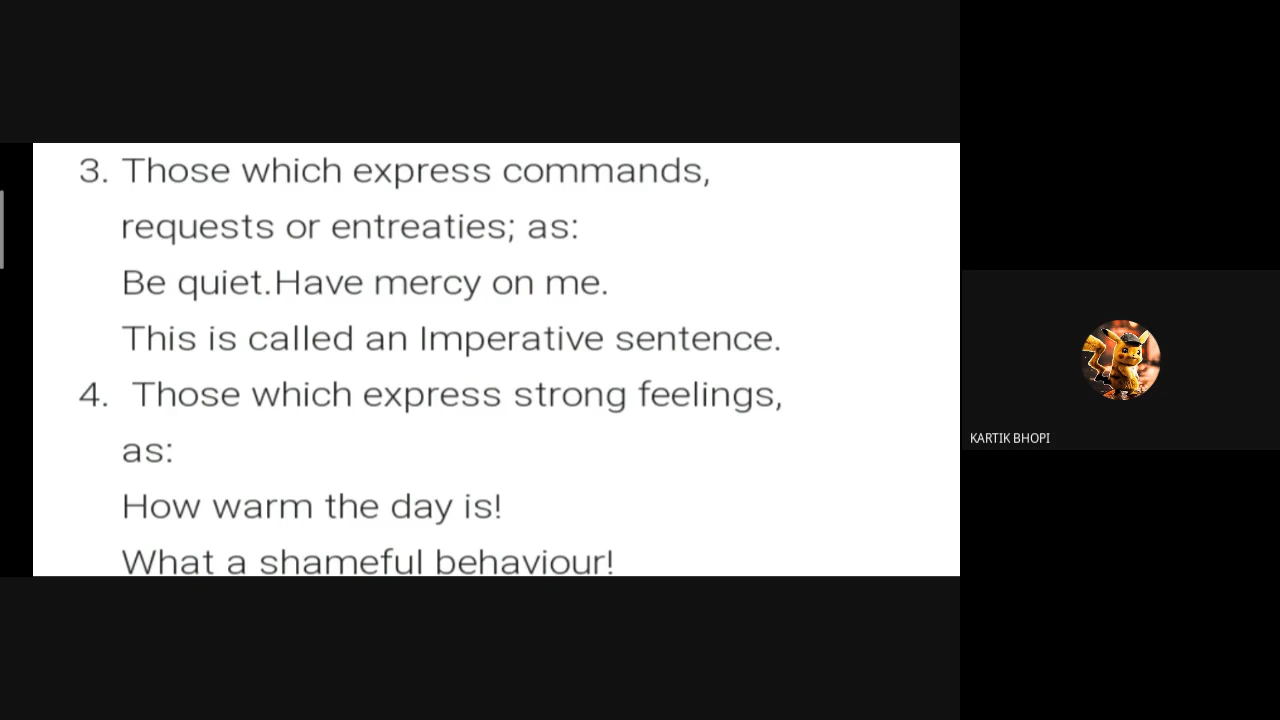 3. Those which express commands,
requests or entreaties; as:
Be quiet.Have mercy on me.
This is called an Imperative sentence.
4. Those which express strong feelings,
as:
How warm the day is!
What a shameful behaviour!
KARTIK BHOPI